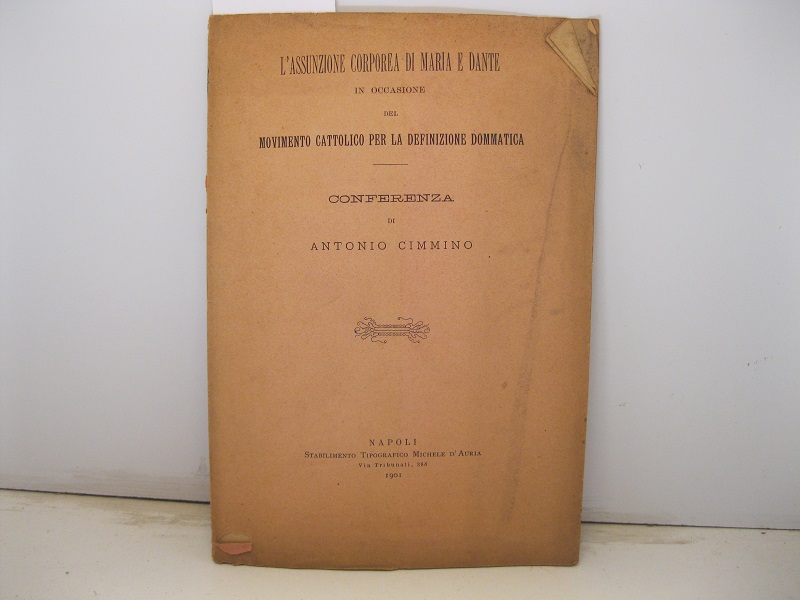 L'ASSUNZIONE CORPOREA DI MARIA E DANTE
IN OCCASIONE
DEL
MOVIMENTO CATTOLICO PER LA DEFINIZIONE DOMMATICA
CONFERENZA
DI
ANTONIO CIMMINO
NAPOLI
STABILIMENTO TIPOGRAFICO MICHELE D'AURIA
Via Tribunali,
1901